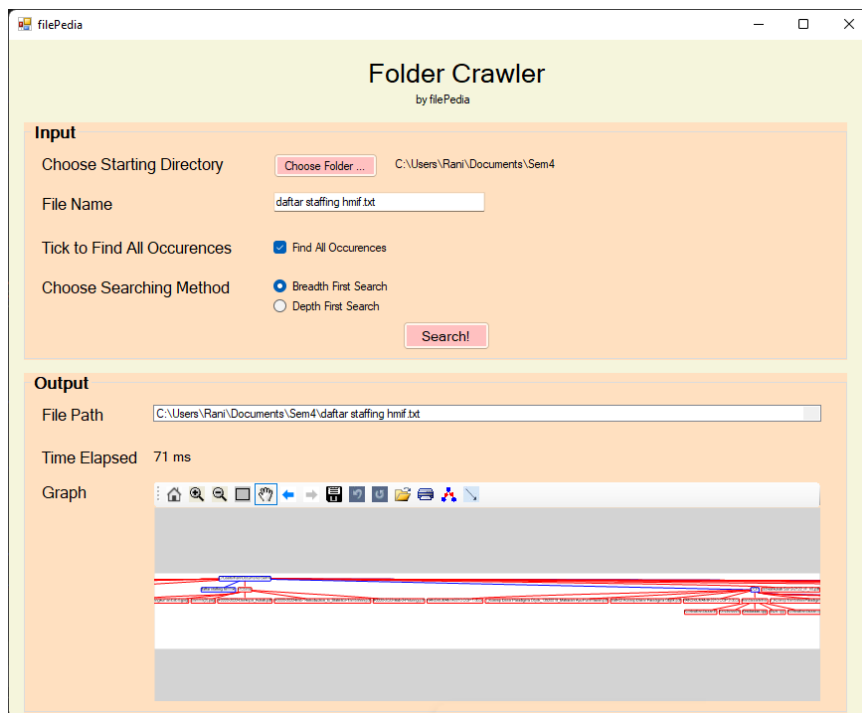 filePedia
Folder Crawler
by filePedia
Input
Choose Starting Directory
Choose Folder ...
C:\Users\Rani\Documents\Sem4
File Name
daftar staffing hmif.txt
Tick to Find All Occurences
Find All Occurences
Choose Searching Method
Breadth First Search
Depth First Search
Search!
Output
File Path
C:\Users\Rani\Documents\Sem4\daftar staffing hmif.txt
Time Elapsed
71 ms
Graph